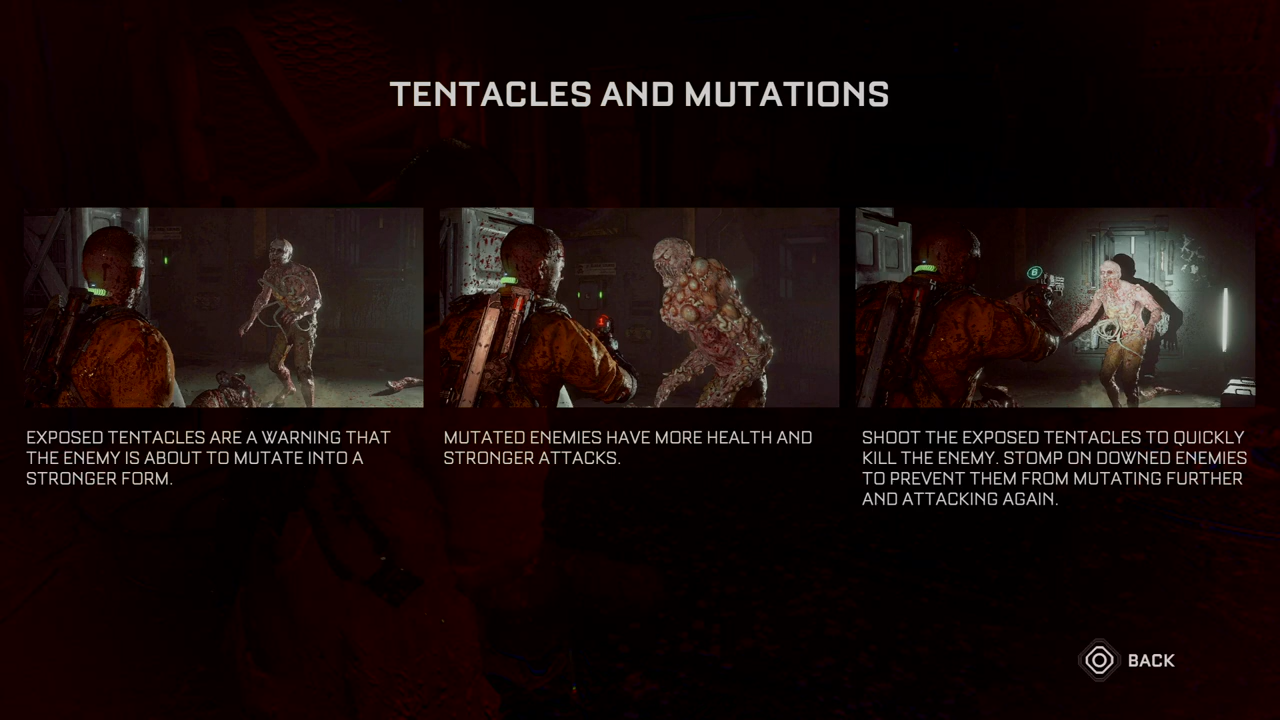 TENTACLES AND MUTATIONS
EXPOSED TENTACLES ARE A WARNING THAT
THE ENEMY IS ABOUT TO MUTATE INTO A
STRONGER FORM.
MUTATED ENEMIES HAVE MORE HEALTH AND
STRONGER ATTACKS.
6
SHOOT THE EXPOSED TENTACLES TO QUICKLY
KILL THE ENEMY. STOMP ON DOWNED ENEMIES
TO PREVENT THEM FROM MUTATING FURTHER
AND ATTACKING AGAIN.
BACK